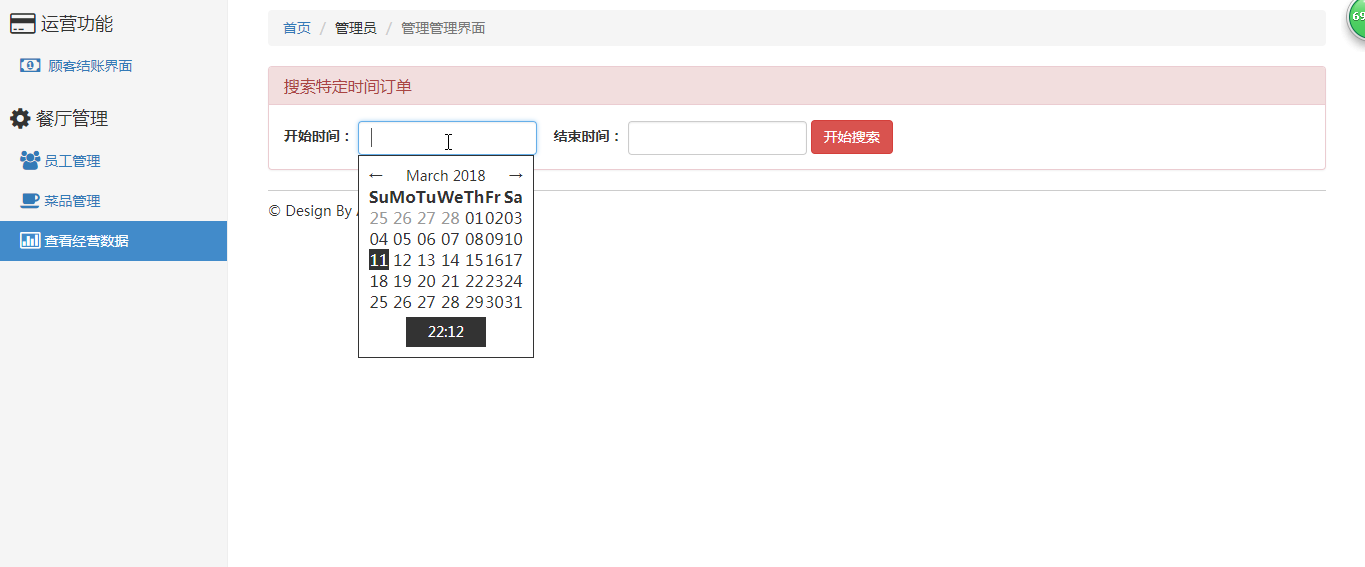 运营功能
顾客结账界面
餐厅管理
员工管理
菜品管理
查看经营数据
首页 / 管理员 / 管理管理界面
搜索特定时间订单
开始时间： 结束时间： 开始搜索
← March 2018 →
Su Mo Tu We Th Fr Sa
25 26 27 28 01 02 03
04 05 06 07 08 09 10
11 12 13 14 15 16 17
18 19 20 21 22 23 24
25 26 27 28 29 30 31
22:12
© Design By
69